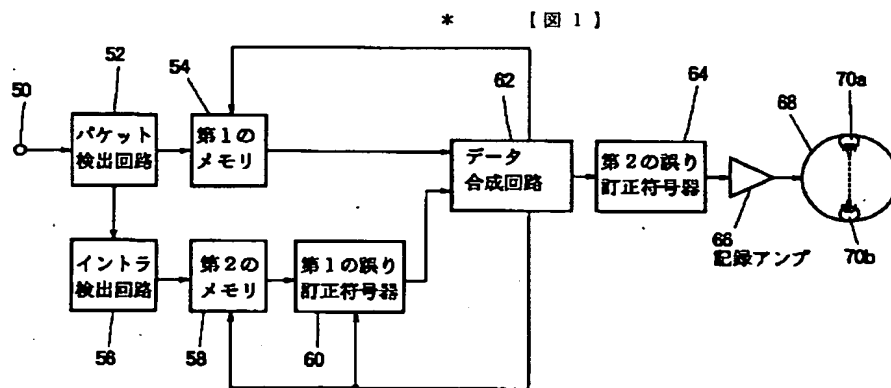 * 【図1】
52
54
62
64
70a
50
68
パケット
検出回路
第1の
メモリ
データ
合成回路
第2の誤り
訂正符号器
イントラ
検出回路
第2の
メモリ
第1の誤り
訂正符号器
66
記録アンプ
70b
56
58
60